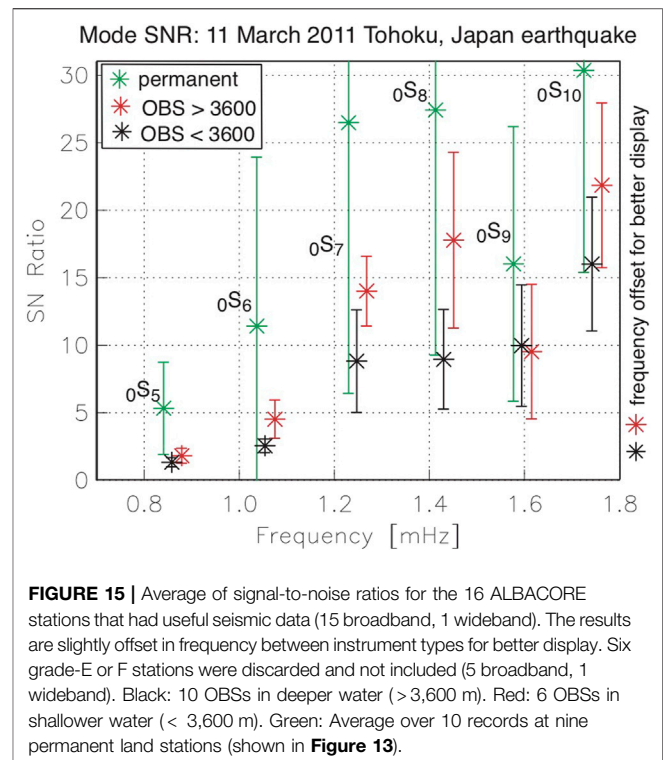 Mode SNR: 11 March 2011 Tohoku, Japan earthquake
permanent
OBS > 3600
OBS < 3600
30
25
20
15
10
5
0
SN Ratio
0S5
0S6
0S7
0S8
0S9
0S10
0.8
1.0
1.2
1.4
1.6
1.8
Frequency [mHz]
frequency offset for better display
FIGURE 15 | Average of signal-to-noise ratios for the 16 ALBACORE
stations that had useful seismic data (15 broadband, 1 wideband). The results
are slightly offset in frequency between instrument types for better display. Six
grade-E or F stations were discarded and not included (5 broadband, 1
wideband). Black: 10 OBSs in deeper water (>3,600 m). Red: 6 OBSs in
shallower water (< 3,600 m). Green: Average over 10 records at nine
permanent land stations (shown in Figure 13).